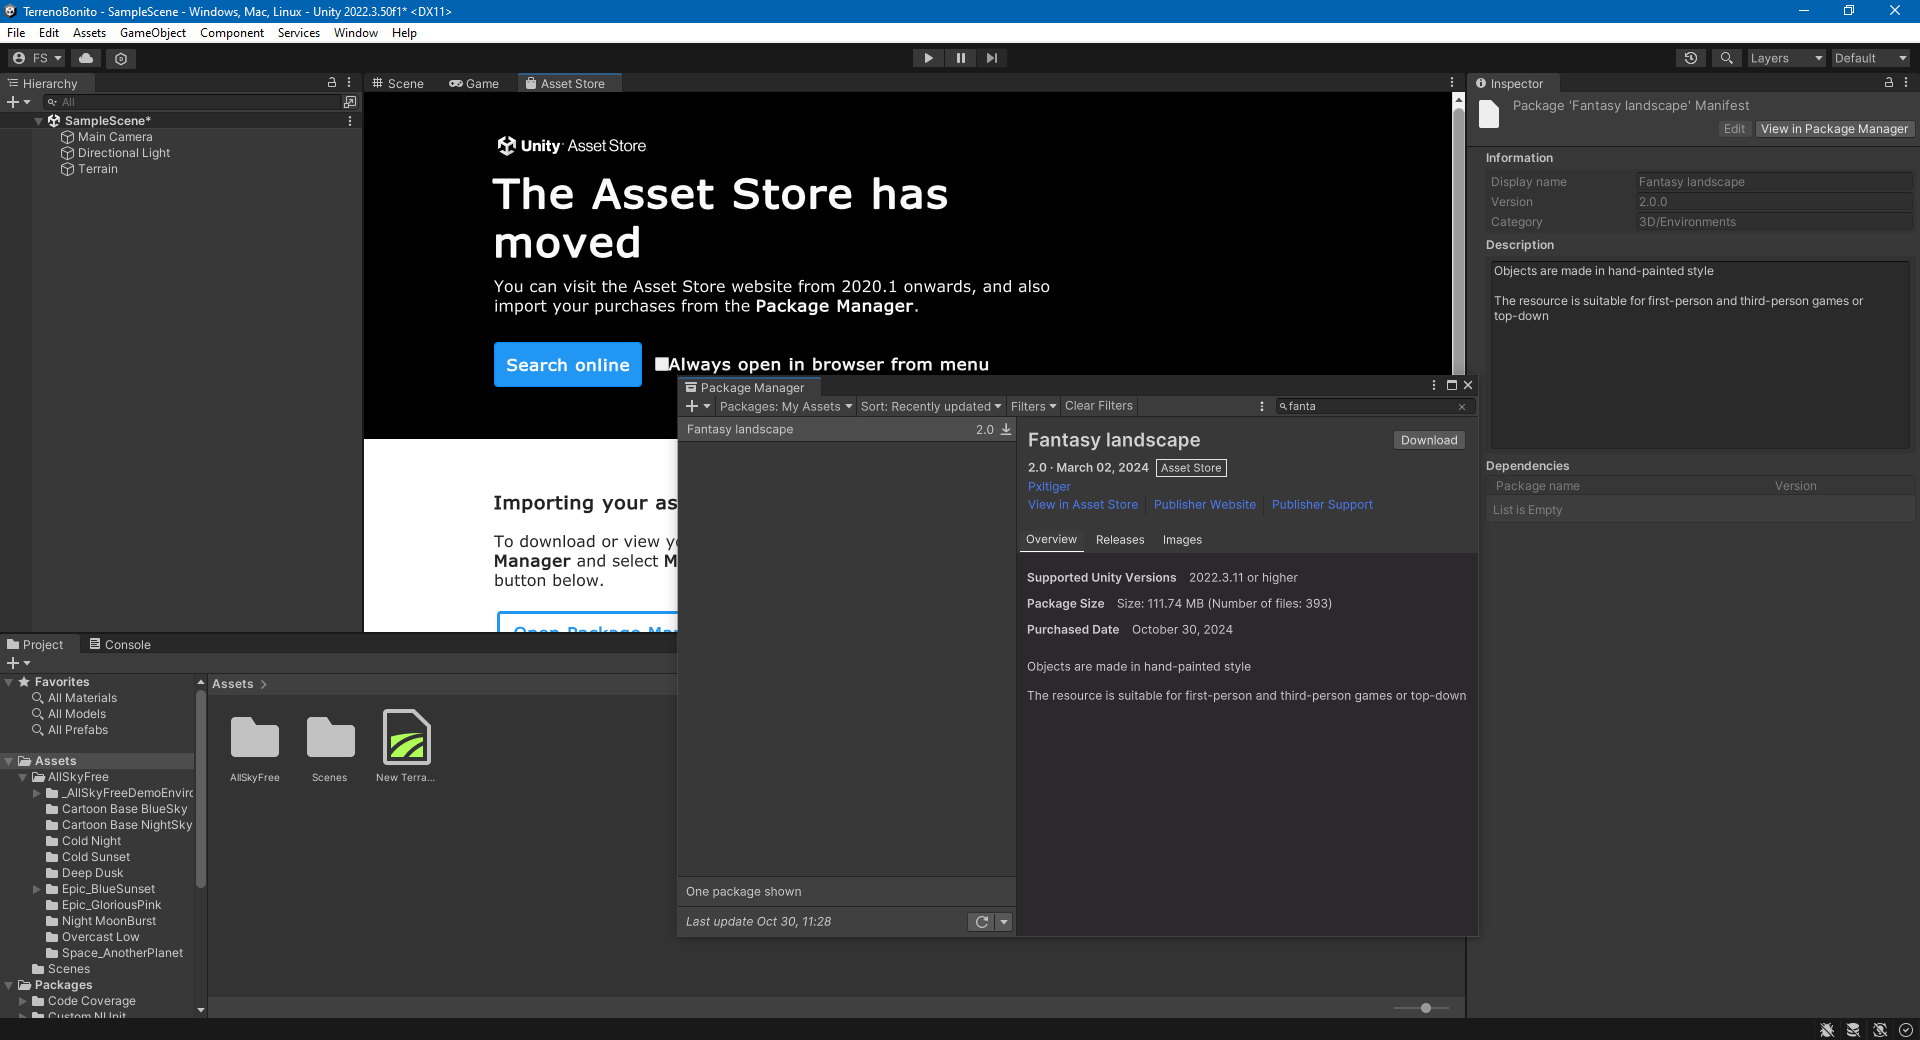 TerrenoBonito - SampleScene - Windows, Mac, Linux - Unity 2022.3.50f1* <DX11>
File Edit Assets GameObject Component Services Window Help
FS
Layers
Default
Hierarchy
All
SampleScene*
Main Camera
Directional Light
Terrain
Scene
Game
Asset Store
Unity Asset Store
The Asset Store has
moved
You can visit the Asset Store website from 2020.1 onwards, and also
import your purchases from the Package Manager.
Search online
Always open in browser from menu
Importing your as
To download or view yo
Manager and select M
button below.
Open Package Ma
Package Manager
Packages: My Assets
Sort: Recently updated
Filters
Clear Filters
fanta
Fantasy landscape 2.0
One package shown
Last update Oct 30, 11:28
Fantasy landscape
Download
2.0 · March 02, 2024 Asset Store
Pxltiger
View in Asset Store
Publisher Website
Publisher Support
Overview
Releases
Images
Supported Unity Versions 2022.3.11 or higher
Package Size Size: 111.74 MB (Number of files: 393)
Purchased Date October 30, 2024
Objects are made in hand-painted style
The resource is suitable for first-person and third-person games or top-down
Inspector
Package 'Fantasy landscape' Manifest
Edit
View in Package Manager
Information
Display name Fantasy landscape
Version 2.0.0
Category 3D/Environments
Description
Objects are made in hand-painted style
The resource is suitable for first-person and third-person games or
top-down
Dependencies
Package name Version
List is Empty
Project
Console
Favorites
All Materials
All Models
All Prefabs
Assets
AllSkyFree
_AllSkyFreeDemoEnviro
Cartoon Base BlueSky
Cartoon Base NightSky
Cold Night
Cold Sunset
Deep Dusk
Epic_BlueSunset
Epic_GloriousPink
Night MoonBurst
Overcast Low
Space_AnotherPlanet
Scenes
Packages
Code Coverage
Custom NUnit
Assets
AllSkyFree
Scenes
New Terra...